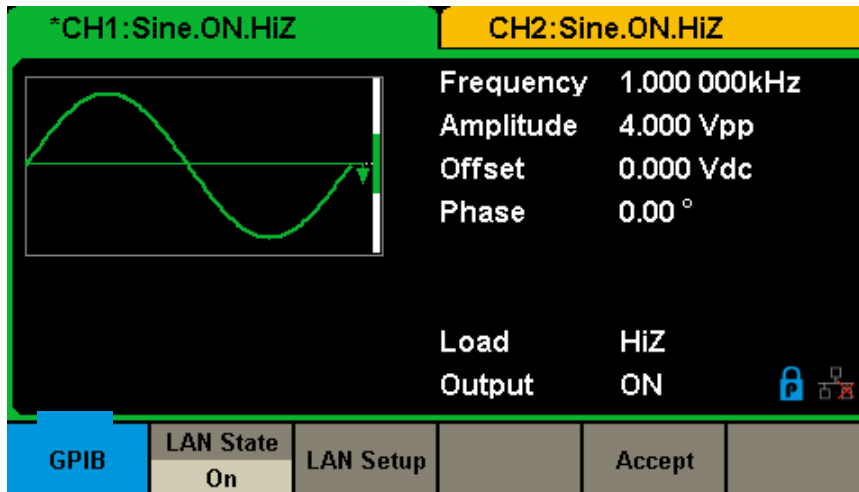 *CH1:Sine.ON.HiZ
CH2:Sine.ON.HiZ
Frequency 1.000 000kHz
Amplitude 4.000 Vpp
Offset 0.000 Vdc
Phase 0.00 °
Load HiZ
Output ON
P
GPIB
LAN State
On
LAN Setup
Accept